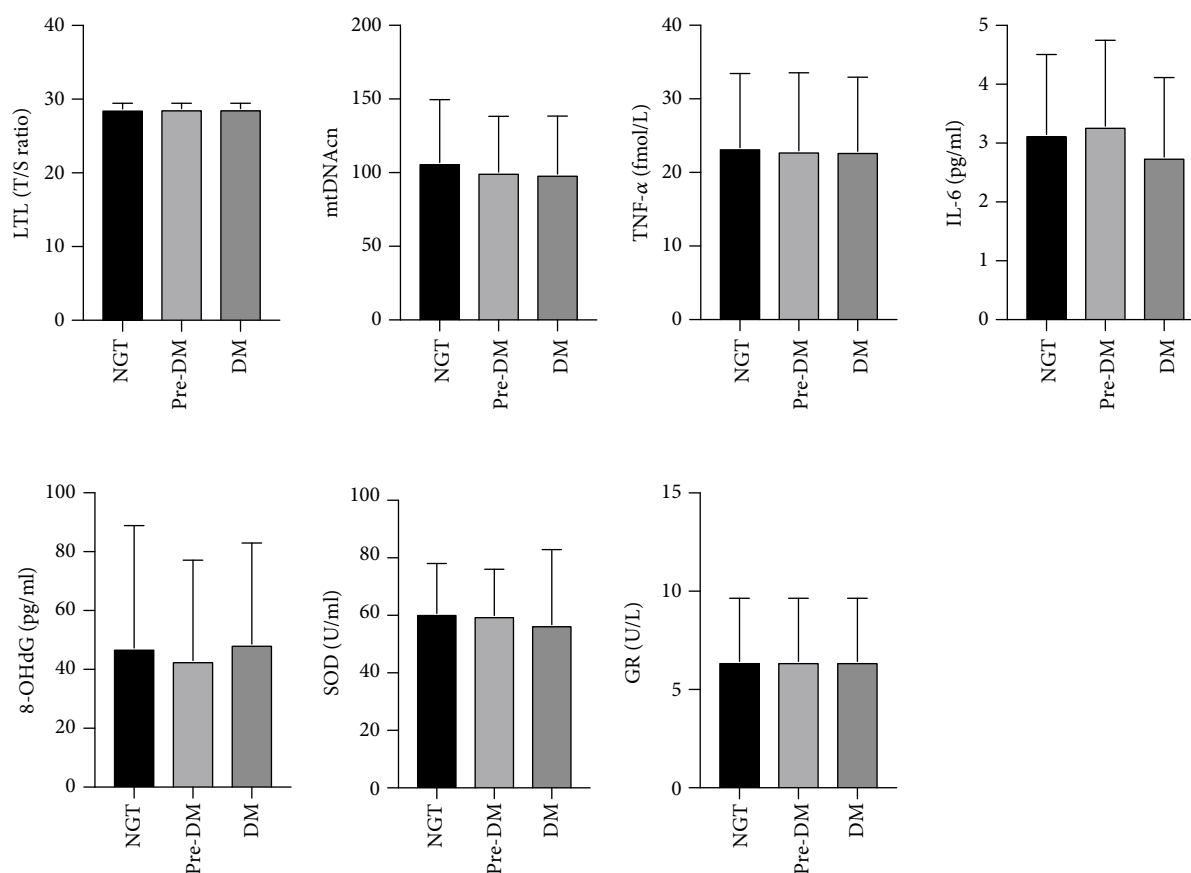 LTL (T/S ratio)
40
30
20
10
0
NGT
Pre-DM
DM
mtDNAcn
200
150
100
50
0
NGT
Pre-DM
DM
TNF-α (fmol/L)
40
30
20
10
0
NGT
Pre-DM
DM
IL-6 (pg/ml)
5
4
3
2
1
0
NGT
Pre-DM
DM
8-OHdG (pg/ml)
100
80
60
40
20
0
NGT
Pre-DM
DM
SOD (U/ml)
100
80
60
40
20
0
NGT
Pre-DM
DM
GR (U/L)
15
10
5
0
NGT
Pre-DM
DM